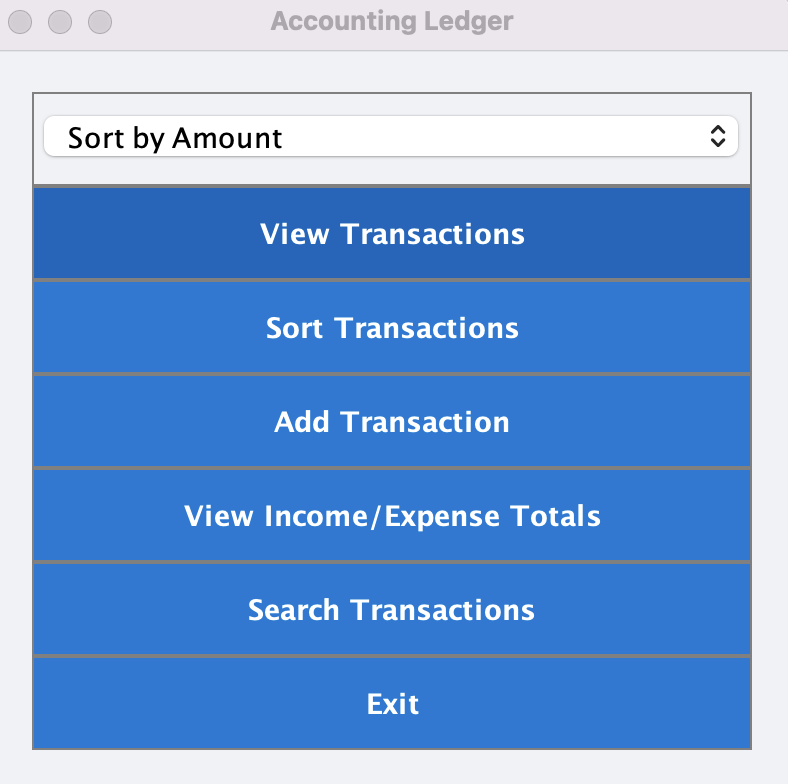 Accounting Ledger
Sort by Amount
View Transactions
Sort Transactions
Add Transaction
View Income/Expense Totals
Search Transactions
Exit